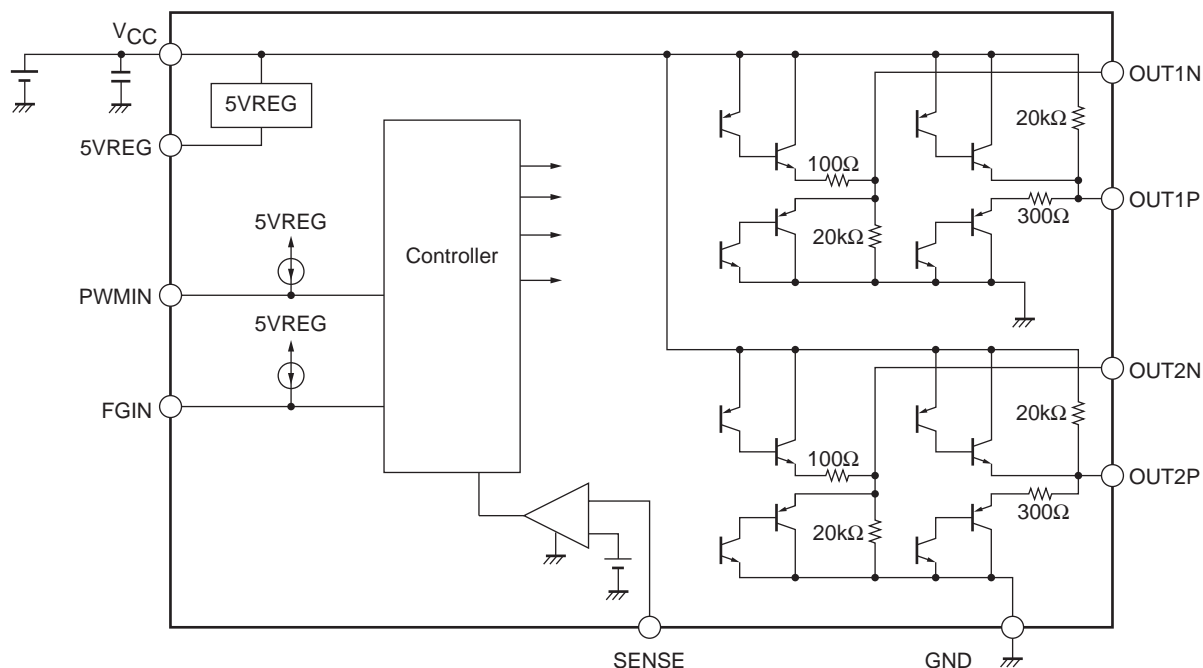 VCC
OUT1N
5VREG
20kΩ
5VREG
100Ω
OUT1P
300Ω
5VREG
20kΩ
Controller
PWMIN
5VREG
OUT2N
FGIN
20kΩ
100Ω
OUT2P
300Ω
20kΩ
SENSE
GND